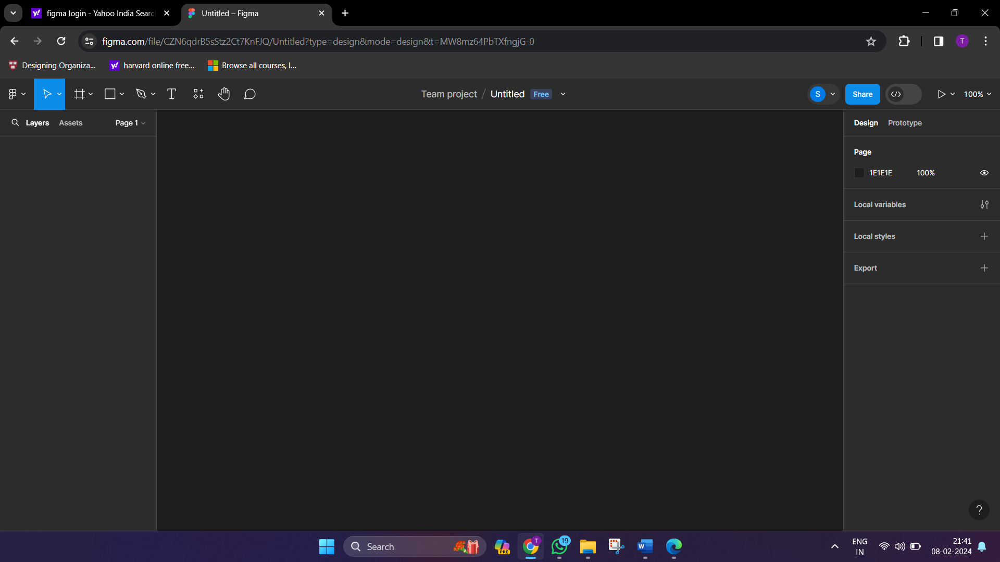 figma login - Yahoo India Searc
Untitled – Figma
figma.com/file/CZN6qdrB5sStz2Ct7KnFJQ/Untitled?type=design&mode=design&t=MW8mz64PbTXfngjG-0
T
Designing Organiza...
harvard online free...
Browse all courses, l...
Team project / Untitled Free
S
Share
100%
Layers Assets Page 1
Design Prototype
Page
1E1E1E 100%
Local variables
Local styles
Export
?
Search
PRE
T
19
W
ENG
IN
21:41
08-02-2024